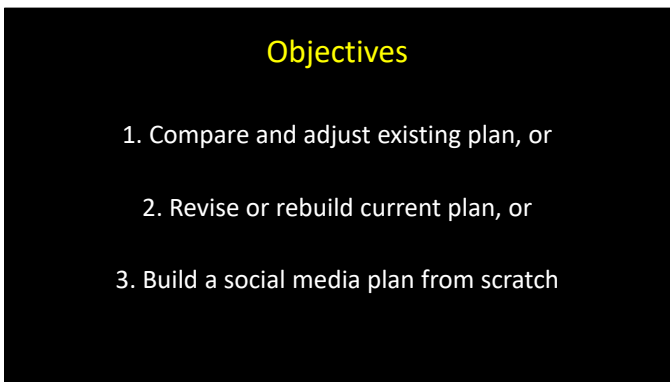 Objectives
1. Compare and adjust existing plan, or
2. Revise or rebuild current plan, or
3. Build a social media plan from scratch